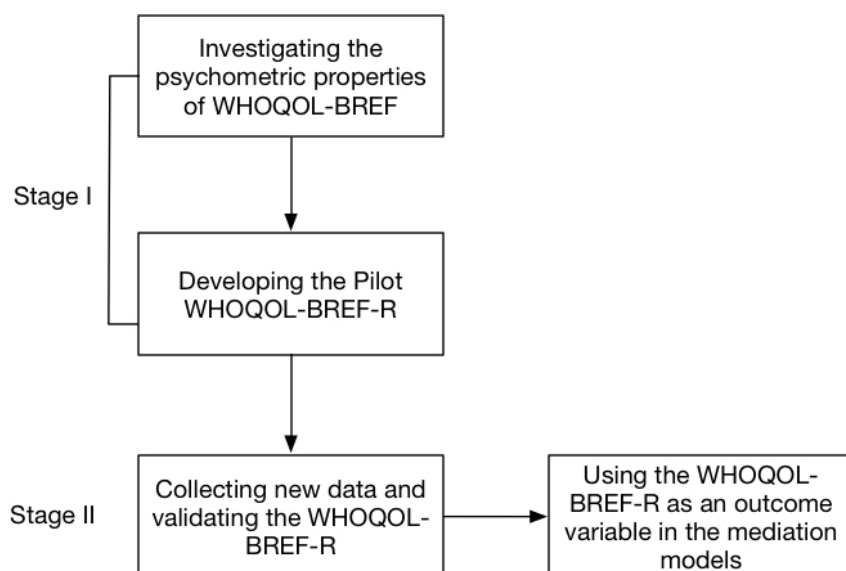 Investigating the
psychometric properties
of WHOQOL-BREF
Stage I
Developing the Pilot
WHOQOL-BREF-R
Stage II
Collecting new data and
validating the WHOQOL-
BREF-R
Using the WHOQOL-
BREF-R as an outcome
variable in the mediation
models